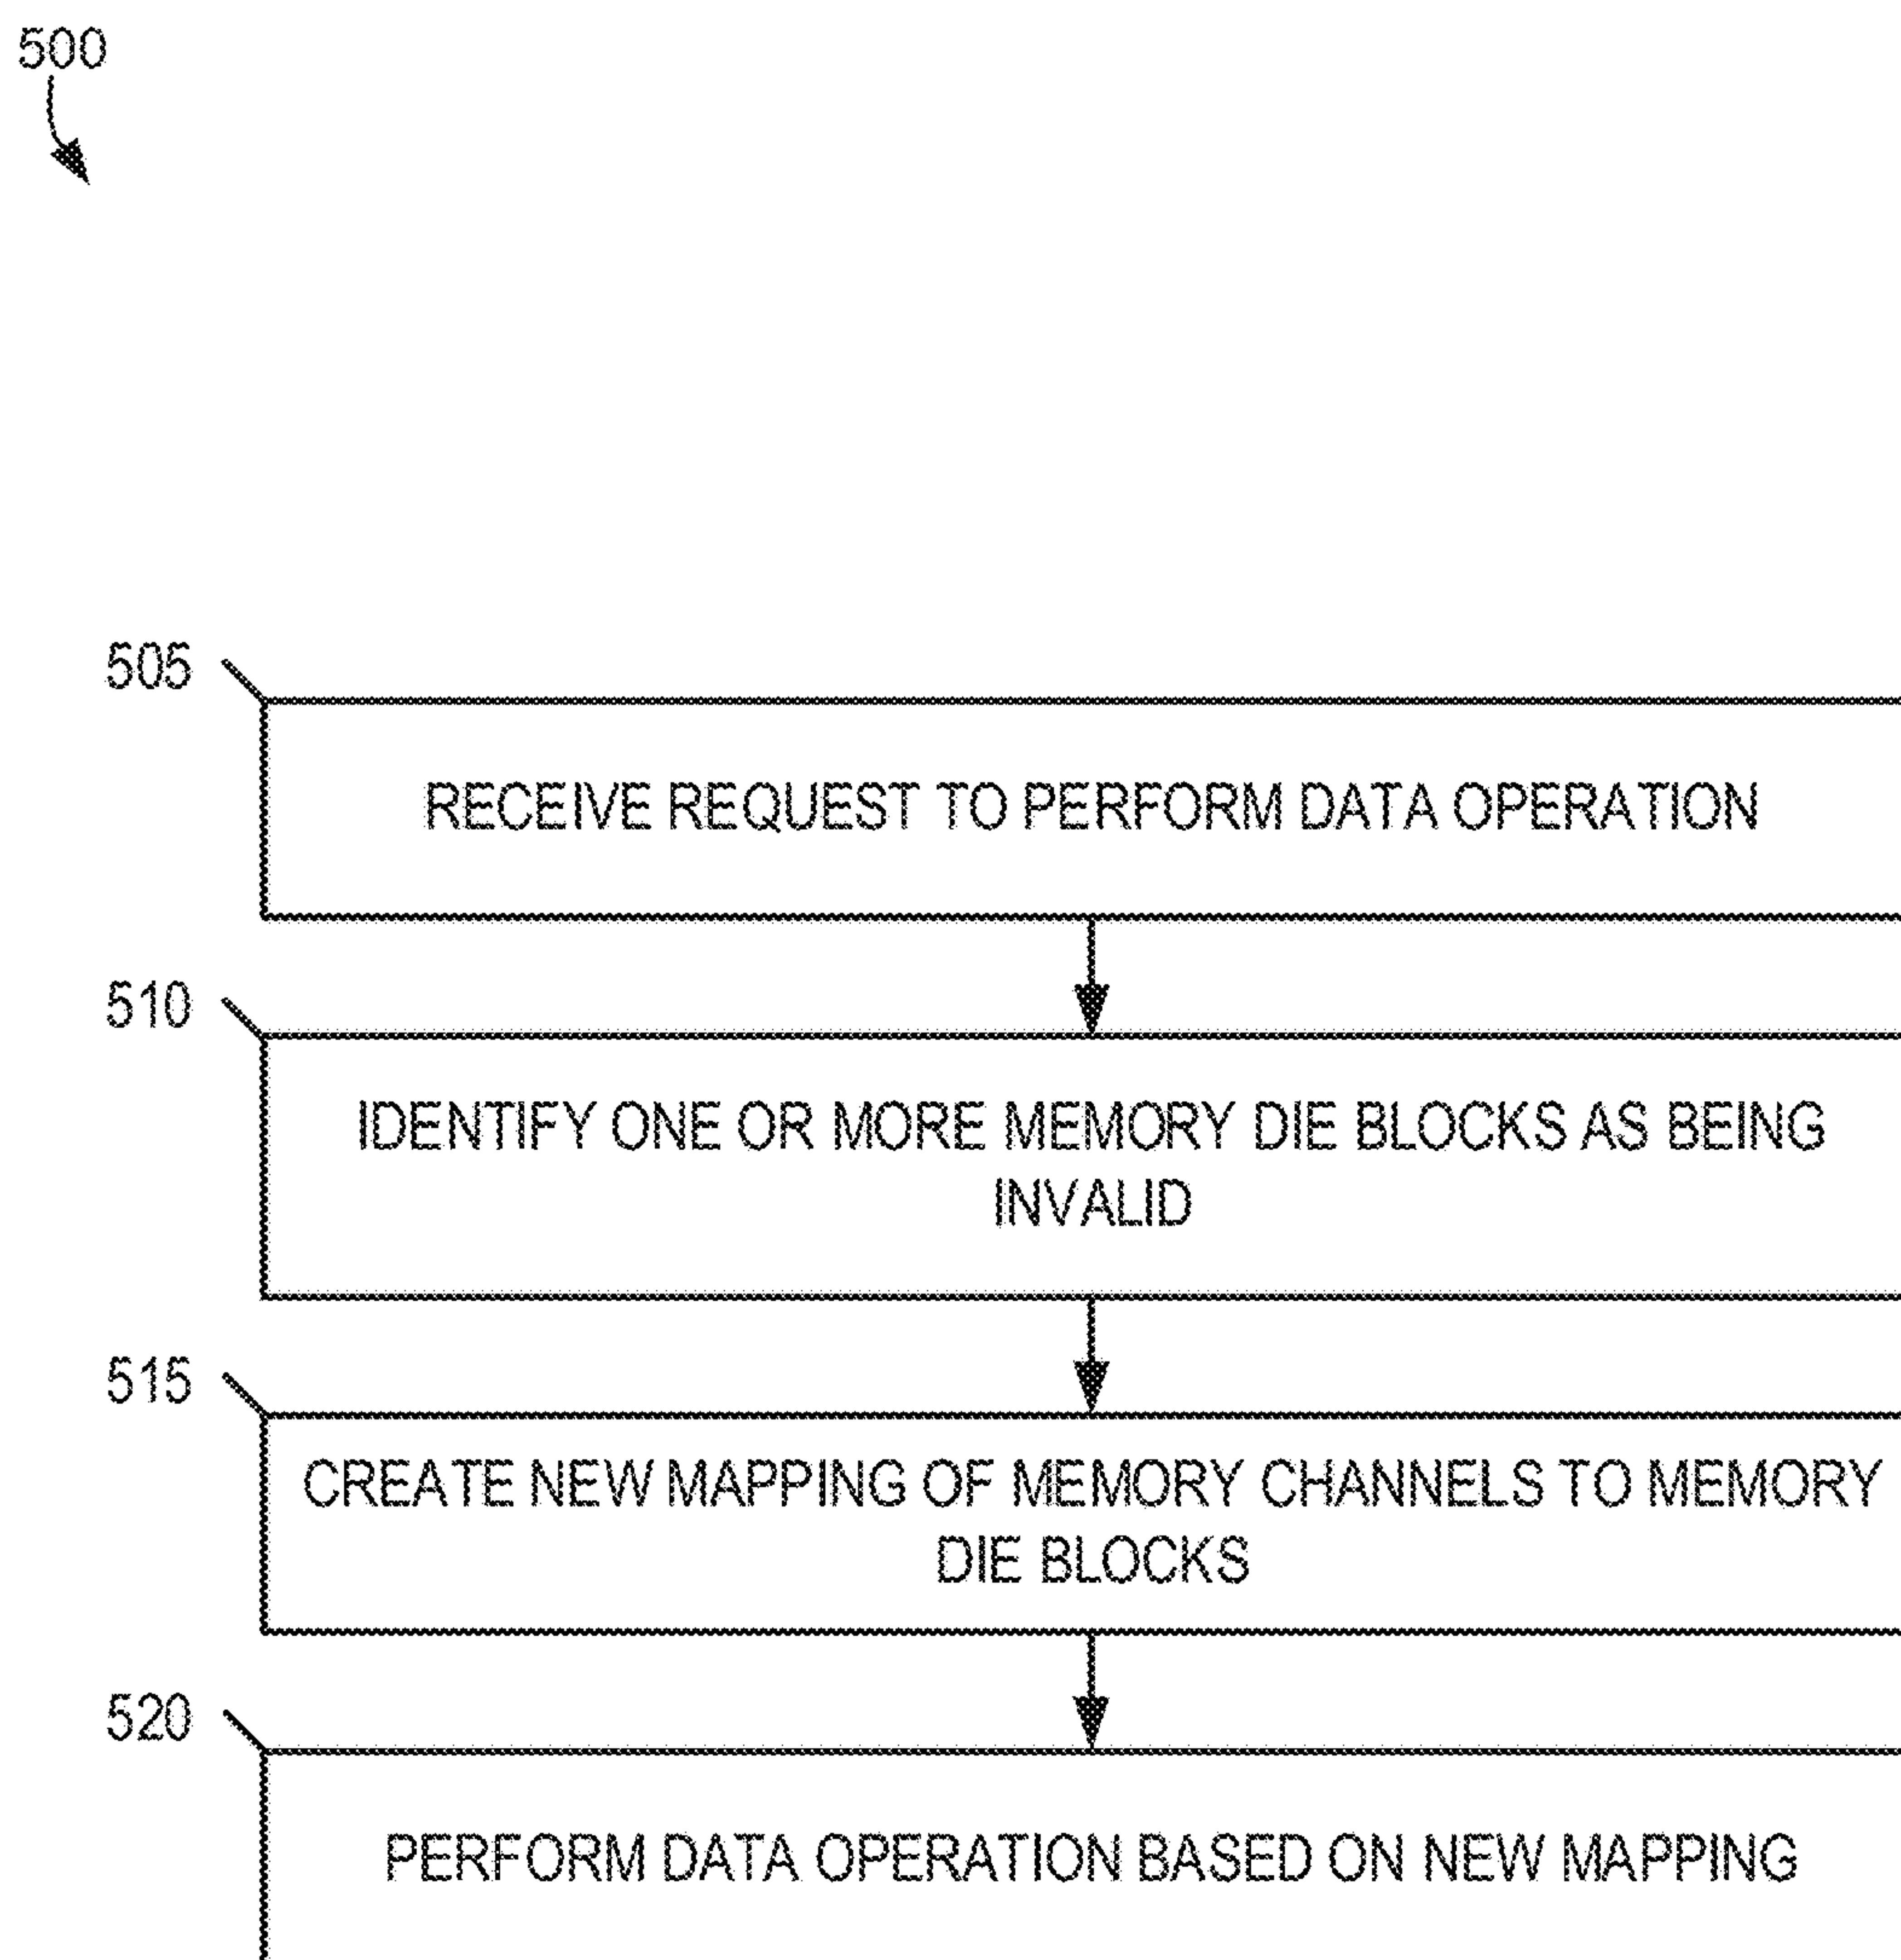 500
505
RECEIVE REQUEST TO PERFORM DATA OPERATION
510
IDENTIFY ONE OR MORE MEMORY DIE BLOCKS AS BEING
INVALID
515
CREATE NEW MAPPING OF MEMORY CHANNELS TO MEMORY
DIE BLOCKS
520
PERFORM DATA OPERATION BASED ON NEW MAPPING